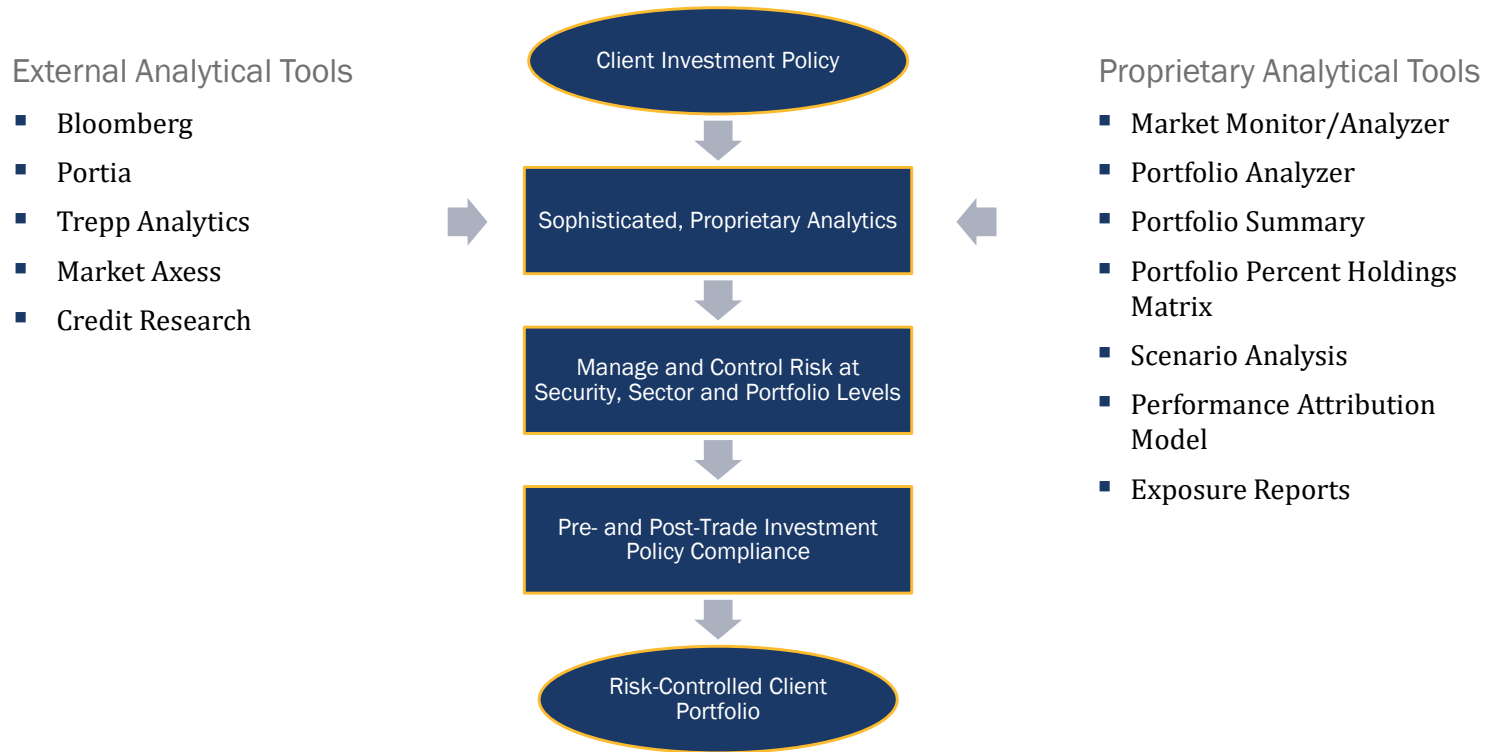 External Analytical Tools
Bloomberg
Portia
Trepp Analytics
Market Axess
Credit Research
Client Investment Policy
Sophisticated, Proprietary Analytics
Manage and Control Risk at
Security, Sector and Portfolio Levels
Pre- and Post-Trade Investment
Policy Compliance
Risk-Controlled Client
Portfolio
Proprietary Analytical Tools
Market Monitor/Analyzer
Portfolio Analyzer
Portfolio Summary
Portfolio Percent Holdings
Matrix
Scenario Analysis
Performance Attribution
Model
Exposure Reports